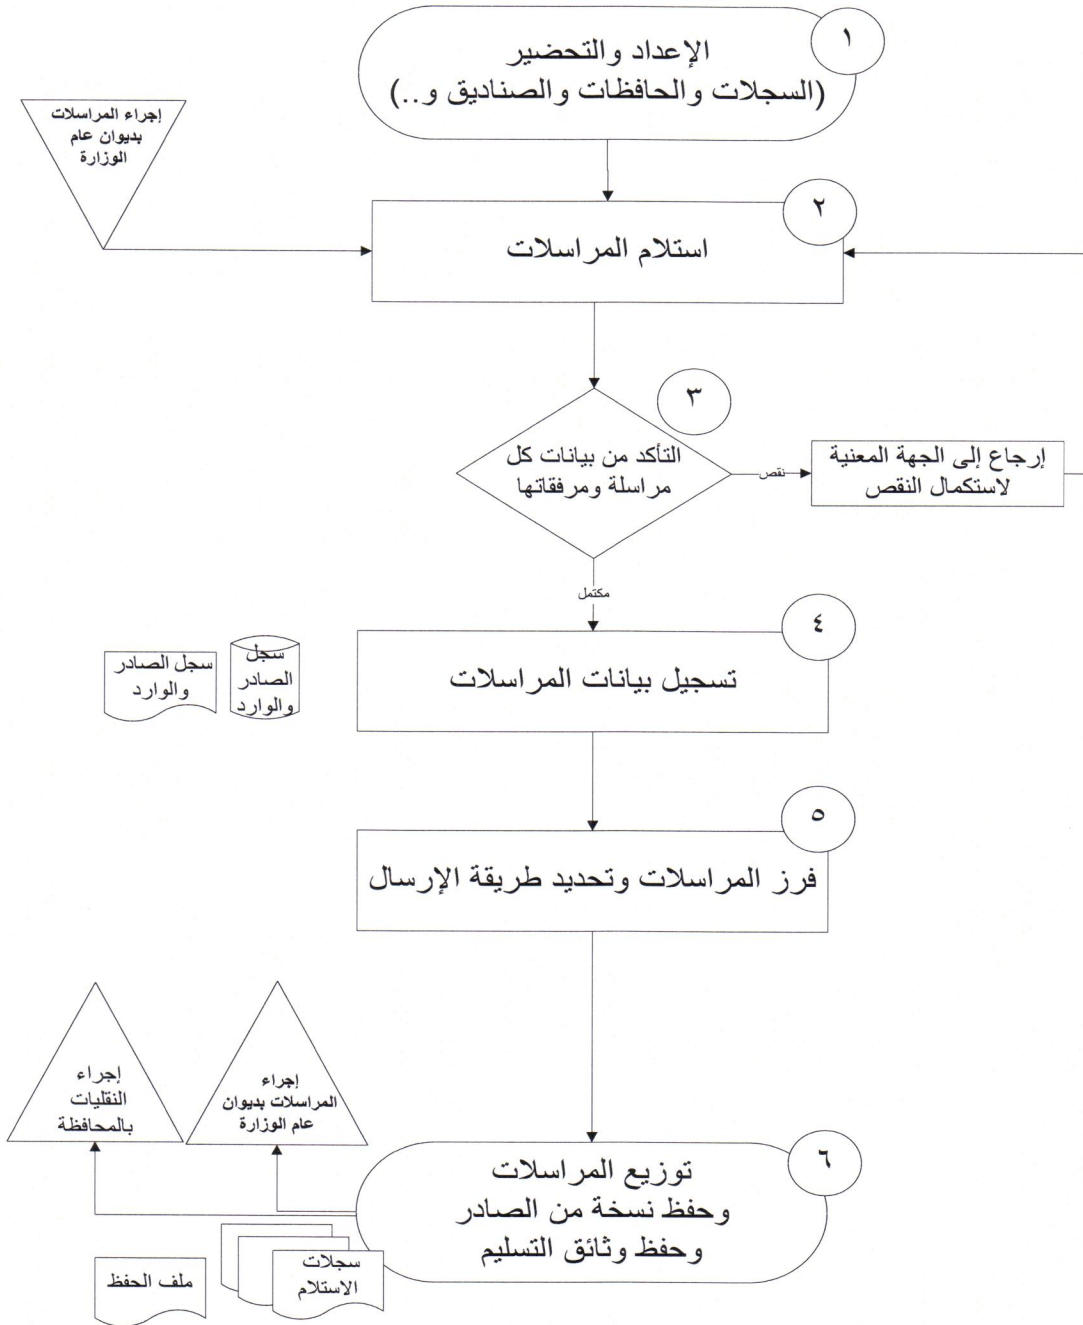 ١
الإعداد والتحضير
(السجلات والحافظات والصناديق و..)
إجراء المراسلات
بديوان عام
الوزارة
٢
استلام المراسلات
٣
التأكد من بيانات كل
مراسلة ومرفقاتها
نقص
إرجاع إلى الجهة المعنية
لاستكمال النقص
مكتمل
٤
تسجيل بيانات المراسلات
سجل
الصادر
والوارد
سجل الصادر
والوارد
٥
فرز المراسلات وتحديد طريقة الإرسال
إجراء
المراسلات بديوان
عام الوزارة
إجراء
النقليات
بالمحافظة
٦
توزيع المراسلات
وحفظ نسخة من الصادر
وحفظ وثائق التسليم
سجلات
الاستلام
ملف الحفظ